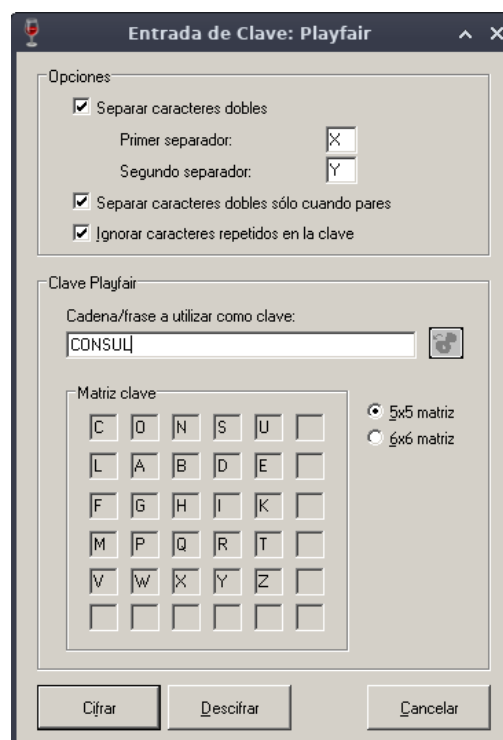 Entrada de Clave: Playfair
Opciones
Separar caracteres dobles
Primer separador: X
Segundo separador: Y
Separar caracteres dobles sólo cuando pares
Ignorar caracteres repetidos en la clave
Clave Playfair
Cadena/frase a utilizar como clave:
CONSUL
Matriz clave
C O N S U
5x5 matriz
6x6 matriz
L A B D E
F G H I K
M P Q R T
V W X Y Z
Cifrar Descifrar Cancelar